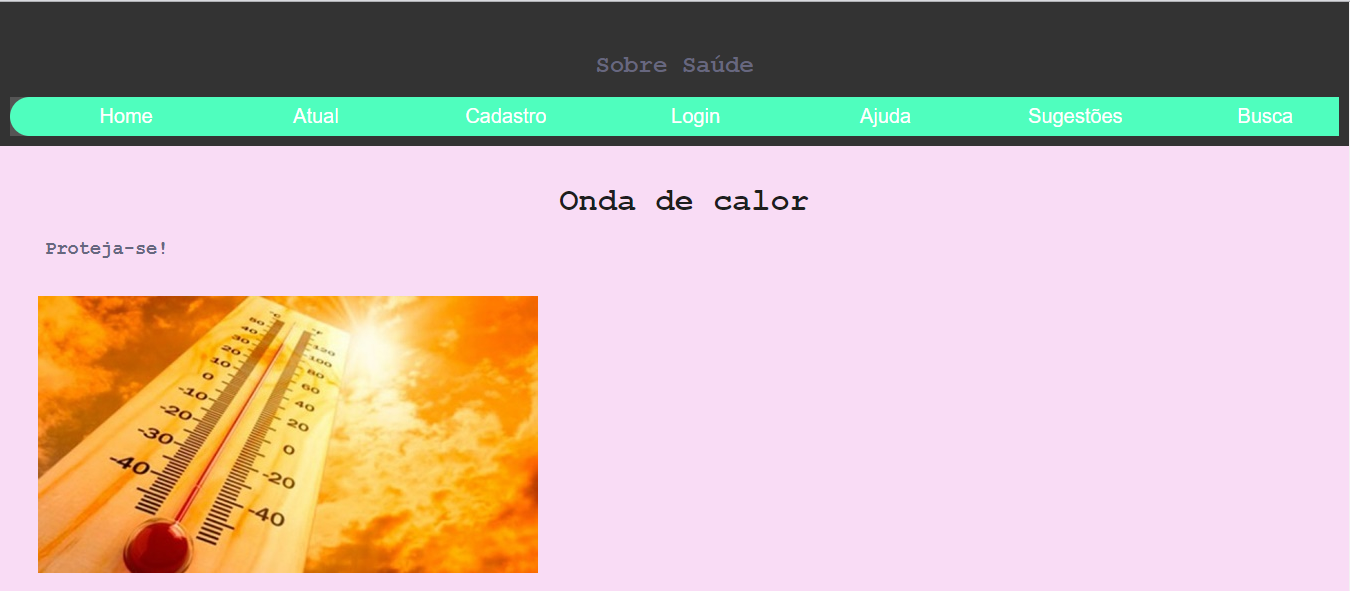 Sobre Saúde
Home Atual Cadastro Login Ajuda Sugestões Busca
Onda de calor
Proteja-se!
°C °F
50
40 120
30 100
20 80
10 60
0 40
-10 20
-20 0
-30 -20
-40 -40